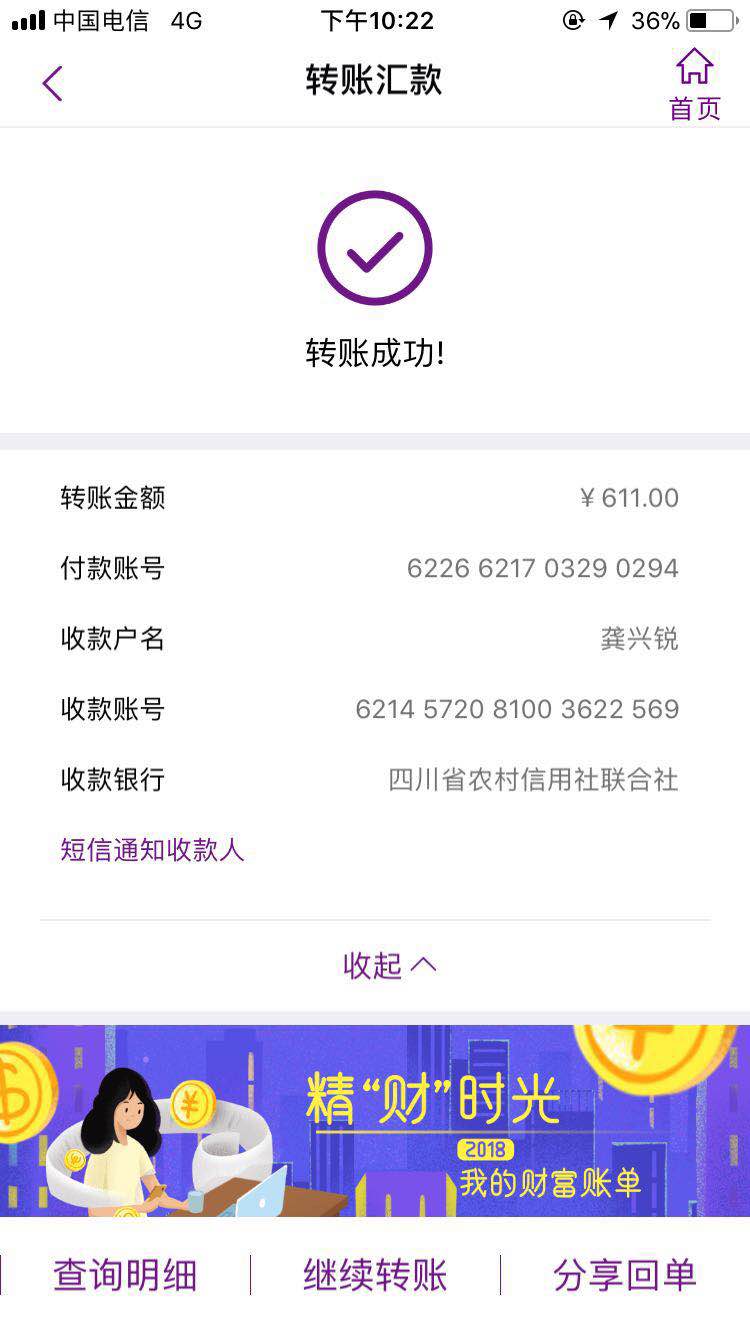 中国电信 4G 下午10:22 36%
转账汇款
首页
转账成功!
转账金额 ¥ 611.00
付款账号 6226 6217 0329 0294
收款户名 龚兴锐
收款账号 6214 5720 8100 3622 569
收款银行 四川省农村信用社联合社
短信通知收款人
收起
精“财”时光
2018
我的财富账单
查询明细 继续转账 分享回单